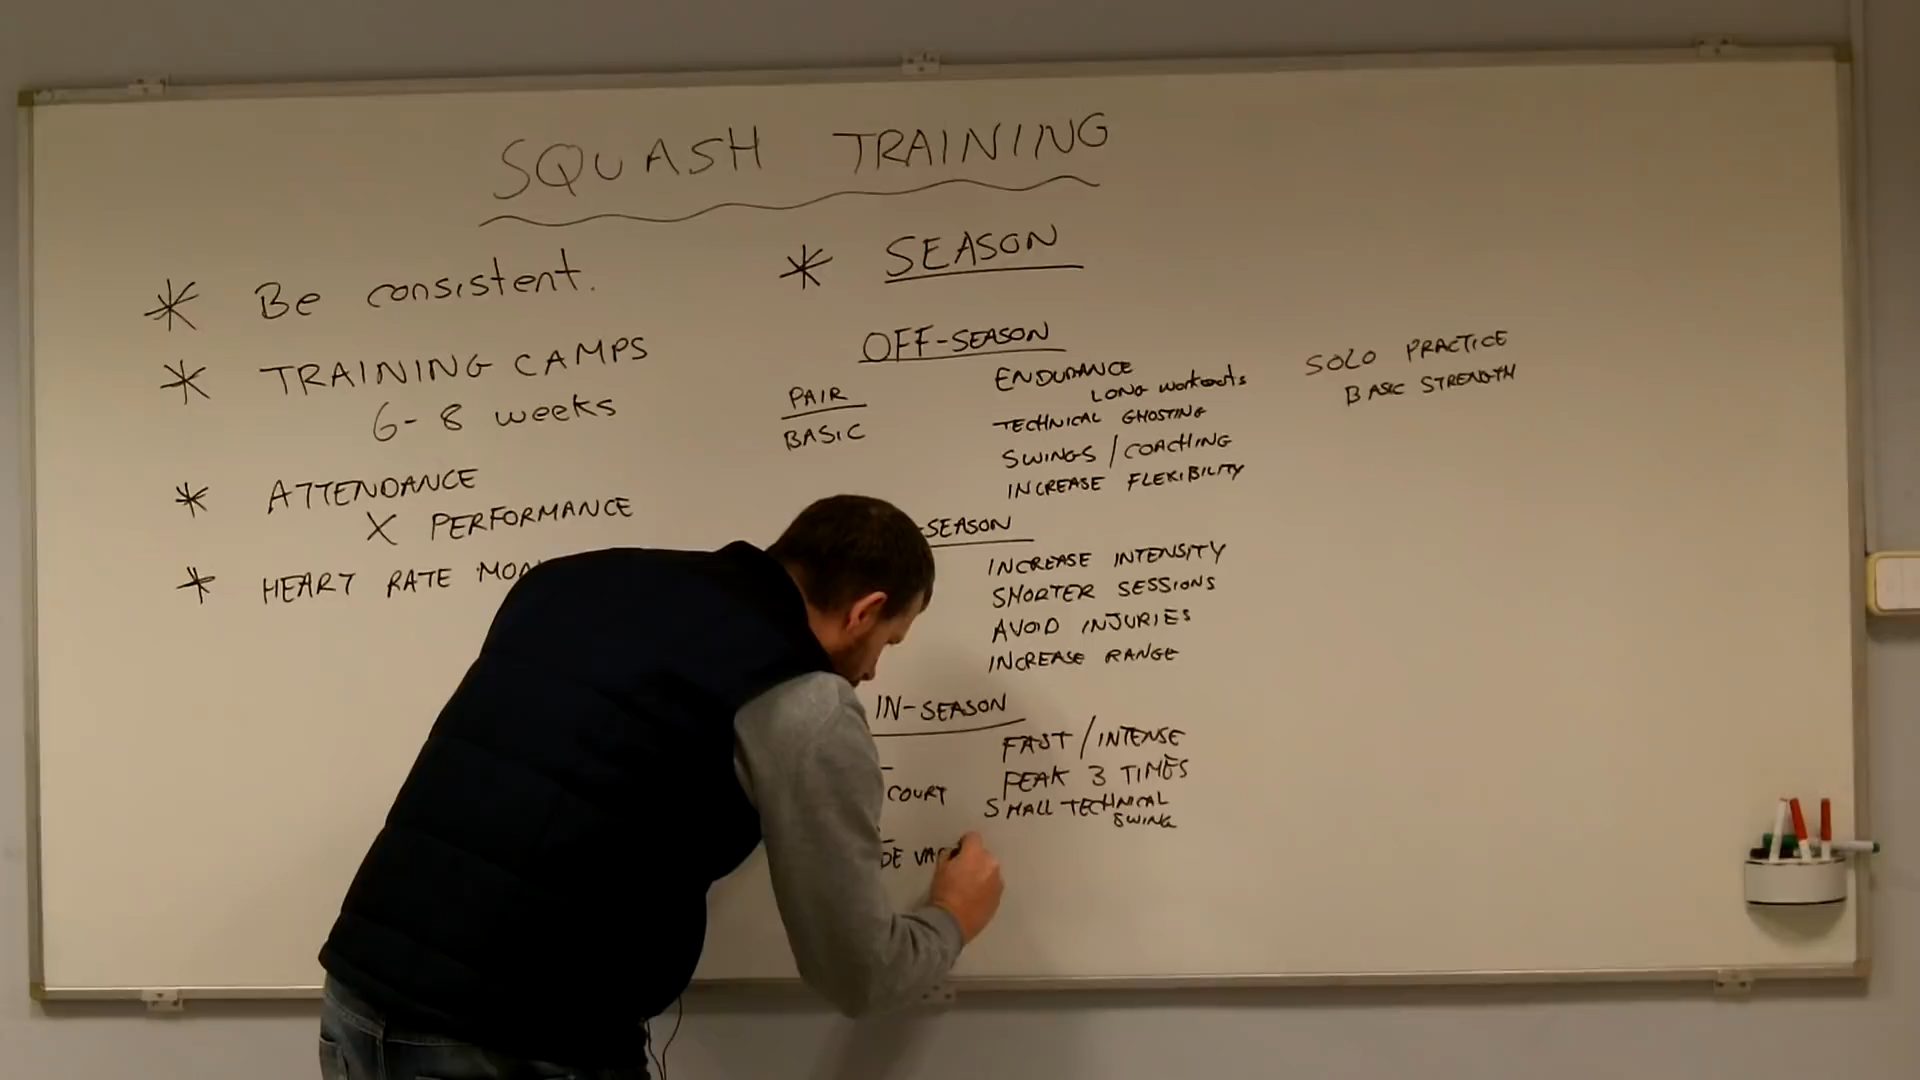 SQUASH TRAINING
* Be consistent.
* TRAINING CAMPS
6-8 weeks
* ATTENDANCE
X PERFORMANCE
* HEART RATE
* SEASON
OFF-SEASON
PAIR
BASIC
ENDURANCE
LONG workouts
TECHNICAL GHOSTING
SWINGS / COACHING
INCREASE FLEXIBILITY
SOLO PRACTICE
BASIC STRENGTH
-SEASON
INCREASE INTENSITY
SHORTER SESSIONS
AVOID INJURIES
INCREASE RANGE
IN-SEASON
COURT
FAST / INTENSE
PEAK 3 TIMES
SMALL TECHNICAL
SWING